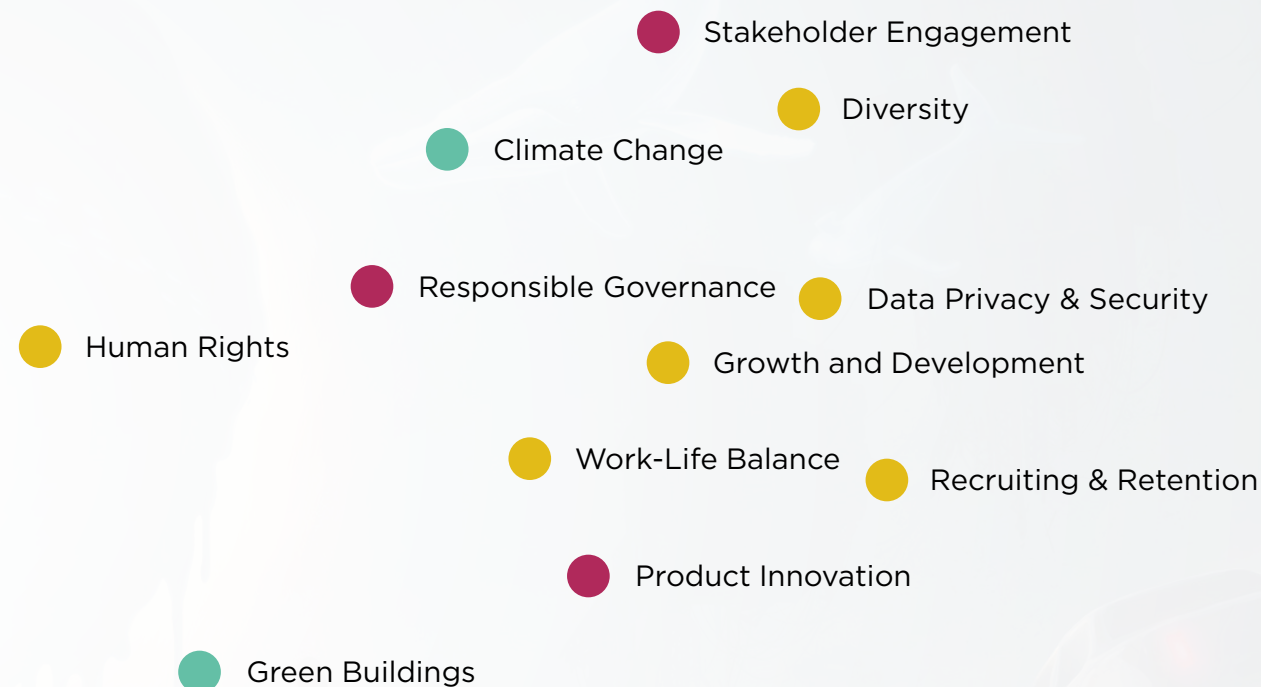 Stakeholder Engagement
Diversity
Climate Change
Responsible Governance
Data Privacy & Security
Human Rights
Growth and Development
Work-Life Balance
Recruiting & Retention
Product Innovation
Green Buildings